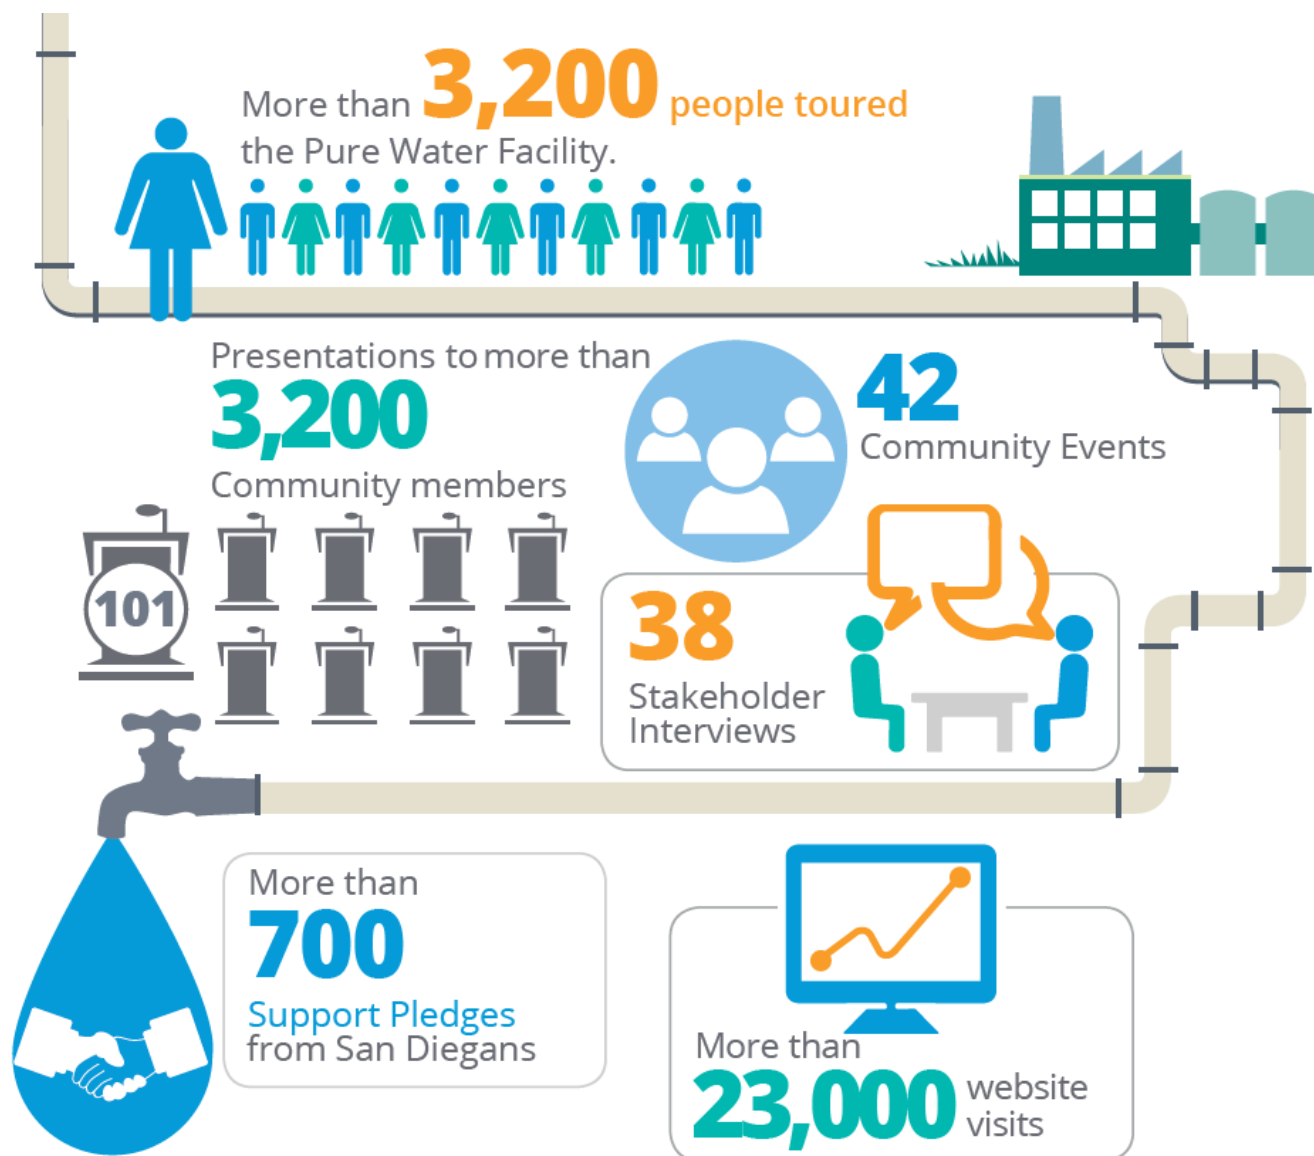 More than 3,200 people toured
the Pure Water Facility.
Presentations to more than
3,200
Community members
101
42
Community Events
38
Stakeholder
Interviews
More than
700
Support Pledges
from San Diegans
More than
23,000 website
visits